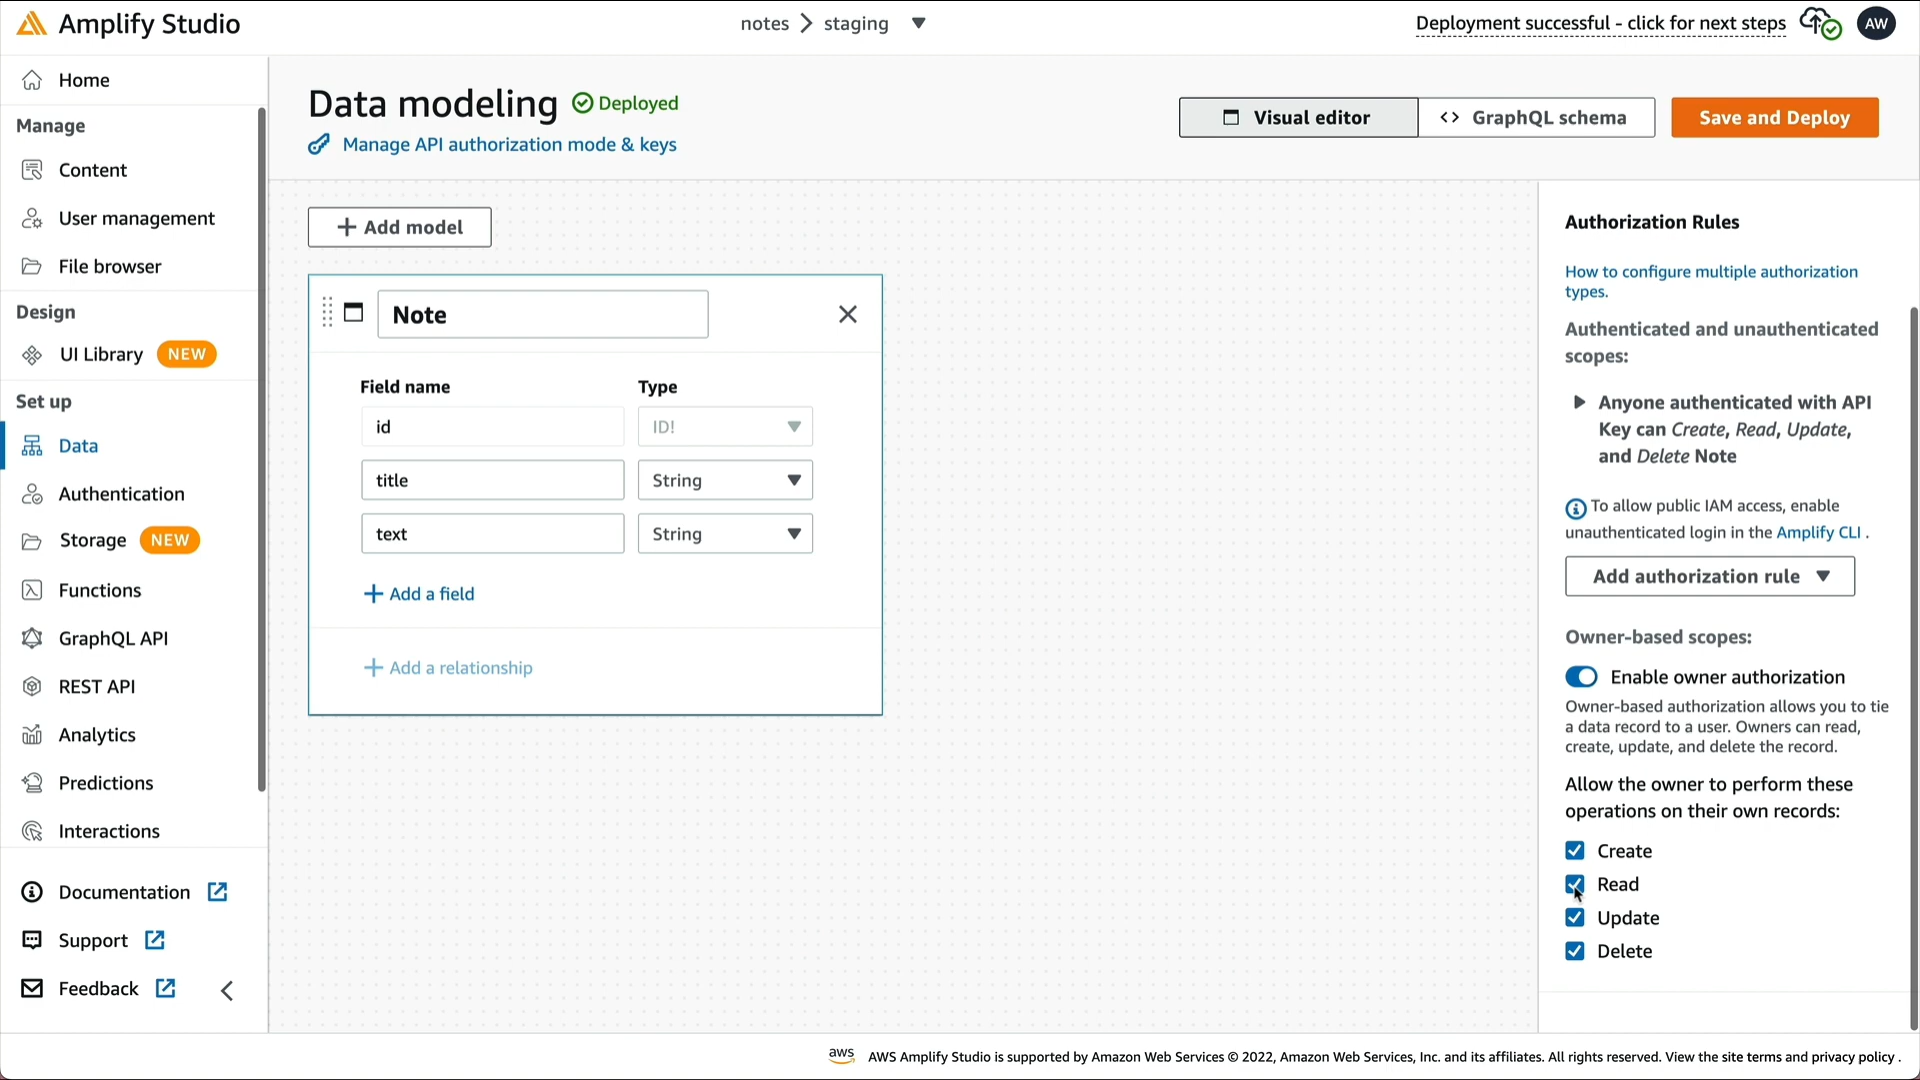 Amplify Studio
notes
staging
Deployment successful - click for next steps
AW
Home
Manage
Content
User management
File browser
Design
UI Library NEW
Set up
Data
Authentication
Storage NEW
Functions
GraphQL API
REST API
Analytics
Predictions
Interactions
Documentation
Support
Feedback
Data modeling
Deployed
Manage API authorization mode & keys
Visual editor
GraphQL schema
Save and Deploy
Add model
Note
Field name Type
id ID!
title String
text String
Add a field
Add a relationship
Authorization Rules
How to configure multiple authorization
types.
Authenticated and unauthenticated
scopes:
Anyone authenticated with API
Key can Create, Read, Update,
and Delete Note
To allow public IAM access, enable
unauthenticated login in the Amplify CLI .
Add authorization rule
Owner-based scopes:
Enable owner authorization
Owner-based authorization allows you to tie
a data record to a user. Owners can read,
create, update, and delete the record.
Allow the owner to perform these
operations on their own records:
Create
Read
Update
Delete
aws AWS Amplify Studio is supported by Amazon Web Services © 2022, Amazon Web Services, Inc. and its affiliates. All rights reserved. View the site terms and privacy policy .